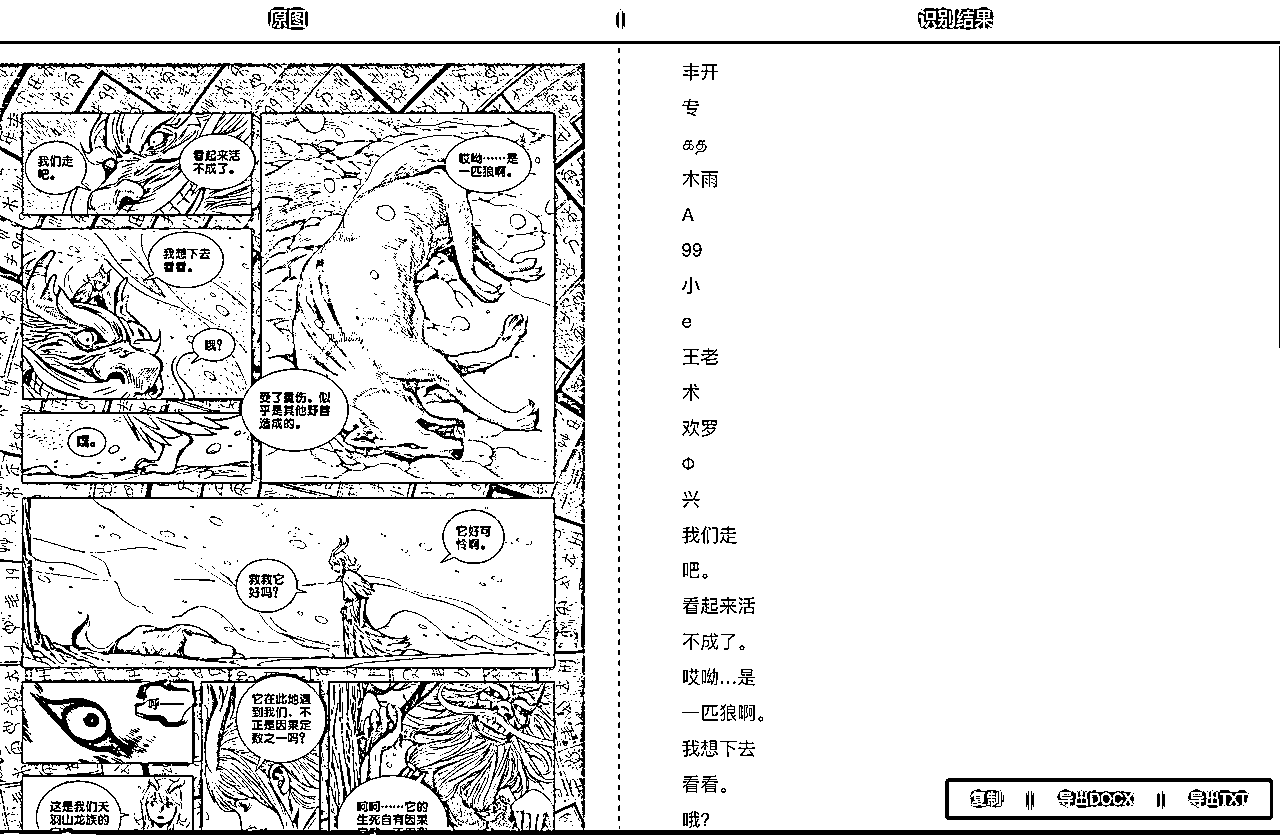 原图
识别结果
我们走
吧。
看起来活
不成了。
哎呦……是
一匹狼啊。
我想下去
看看。
哦?
受了重伤。似
乎是其他野兽
造成的。
嘿。
它好可
怜啊。
救救它
好吗?
哼——
它在此地遇
到我们,不
正是因果定
数之一吗?
这是我们天
羽山龙族的
呵呵……它的
生死自有因果
丰开
专
தது
木雨
A
99
小
e
王老
术
欢罗
Φ
兴
我们走
吧。
看起来活
不成了。
哎呦...是
一匹狼啊。
我想下去
看看。
哦?
复制
导出DOCX
导出TXT